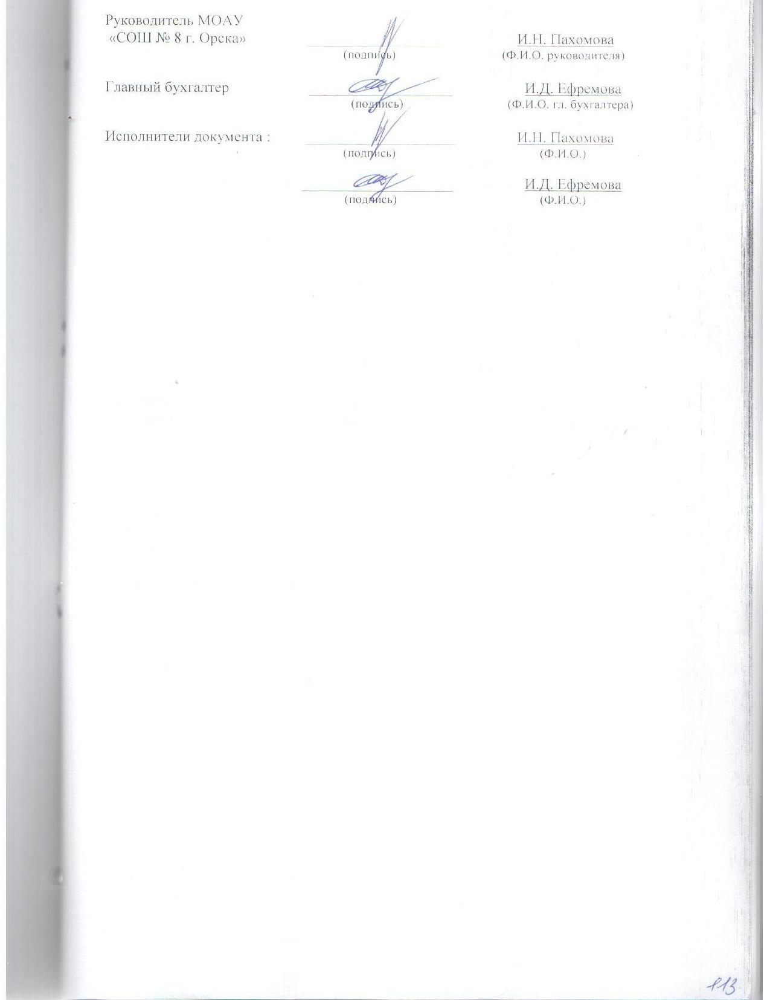 Руководитель МОАУ
«СОШ № 8 г. Орска» И.Н. Пахомова
(подпись) (Ф.И.О. руководителя)
Главный бухгалтер И.Д. Ефремова
(подпись) (Ф.И.О. гл. бухгалтера)
Исполнители документа : И.Н. Пахомова
(подпись) (Ф.И.О.)
И.Д. Ефремова
(подпись) (Ф.И.О.)
113